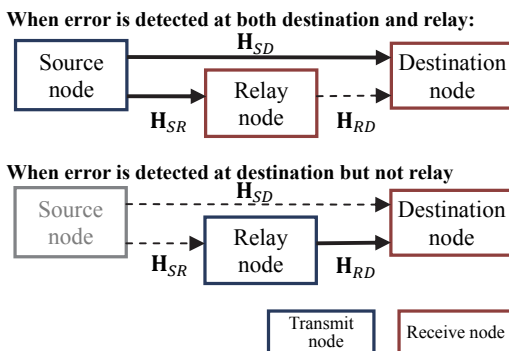 When error is detected at both destination and relay:
H_SD
Source node
Relay node
Destination node
H_SR
H_RD
When error is detected at destination but not relay
H_SD
Source node
Relay node
Destination node
H_SR
H_RD
Transmit node
Receive node